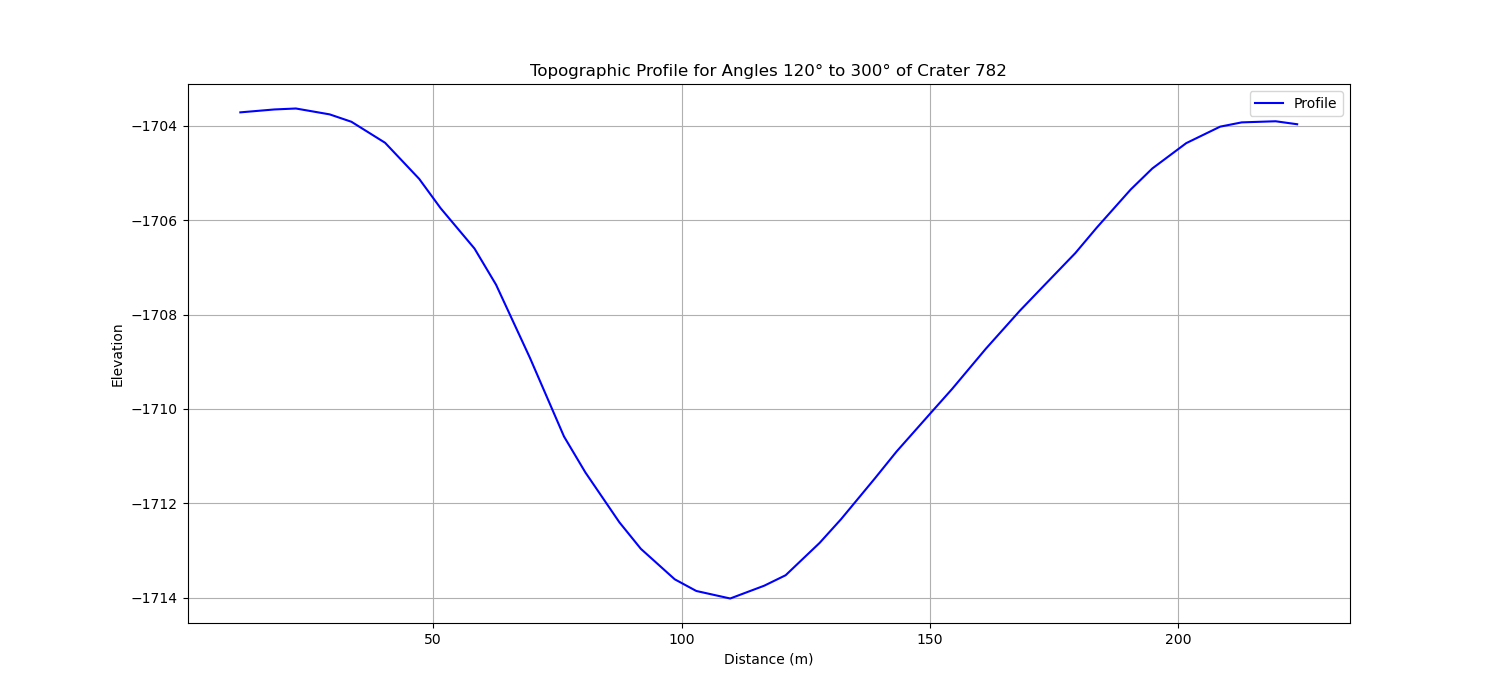 Topographic Profile for Angles 120° to 300° of Crater 782
Profile
−1704
−1706
−1708
−1710
−1712
−1714
Elevation
50
100
150
200
Distance (m)